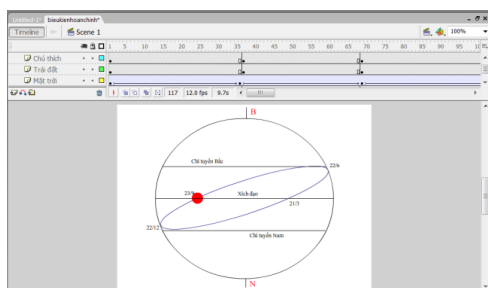 Untitled-1* bieukienhoanchinh*
Timeline Scene 1 100%
1 5 10 15 20 25 30 35 40 45 50 55 60 65 70 75 80 85 90 95 10
Chú thích
Trái đất
Mặt trời
117 12.0 fps 9.7s
B
Chí tuyến Bắc
22/6
23/9
Xích đạo
21/3
22/12
Chí tuyến Nam
N